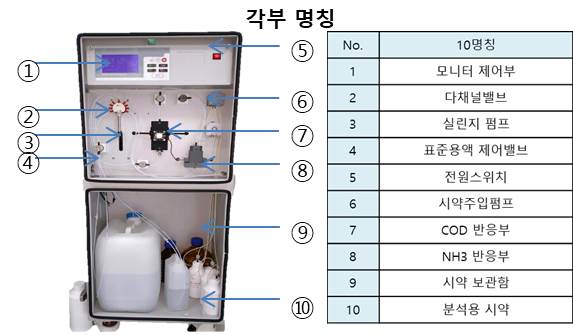 각부 명칭
①
②
③
④
⑤
⑥
⑦
⑧
⑨
⑩
No. 10명칭
1 모니터 제어부
2 다채널밸브
3 실린지 펌프
4 표준용액 제어밸브
5 전원스위치
6 시약주입펌프
7 COD 반응부
8 NH3 반응부
9 시약 보관함
10 분석용 시약